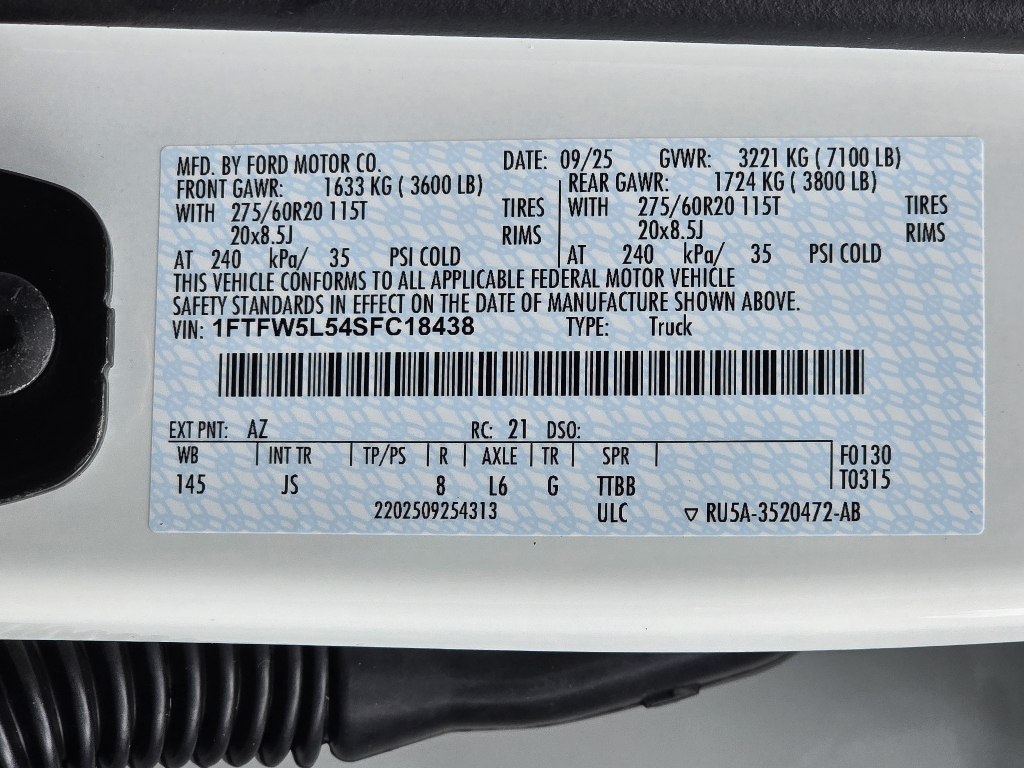 MFD. BY FORD MOTOR CO. DATE: 09/25 GVWR: 3221 KG ( 7100 LB)
FRONT GAWR: 1633 KG ( 3600 LB) REAR GAWR: 1724 KG ( 3800 LB)
WITH 275/60R20 115T TIRES WITH 275/60R20 115T TIRES
20x8.5J RIMS 20x8.5J RIMS
AT 240 kPa/ 35 PSI COLD AT 240 kPa/ 35 PSI COLD
THIS VEHICLE CONFORMS TO ALL APPLICABLE FEDERAL MOTOR VEHICLE
SAFETY STANDARDS IN EFFECT ON THE DATE OF MANUFACTURE SHOWN ABOVE.
VIN: 1FTFW5L54SFC18438 TYPE: Truck
EXT PNT: AZ RC: 21 DSO:
WB INT TR TP/PS R AXLE TR SPR F0130
145 JS 8 L6 G TTBB T0315
2202509254313 ULC ▽ RU5A-3520472-AB